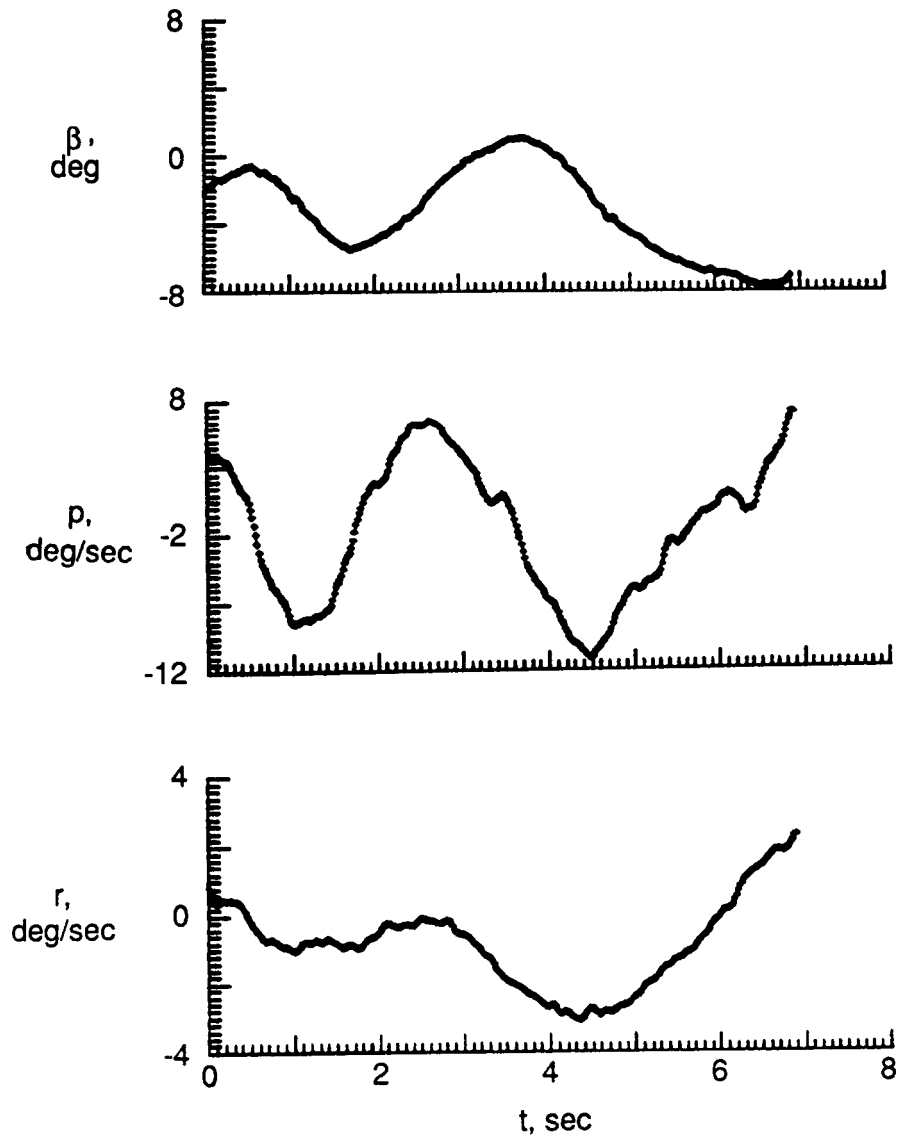 8
β,
deg
0
-8
8
p,
deg/sec
-2
-12
4
r,
deg/sec
0
-4
0 2 4 6 8
t, sec